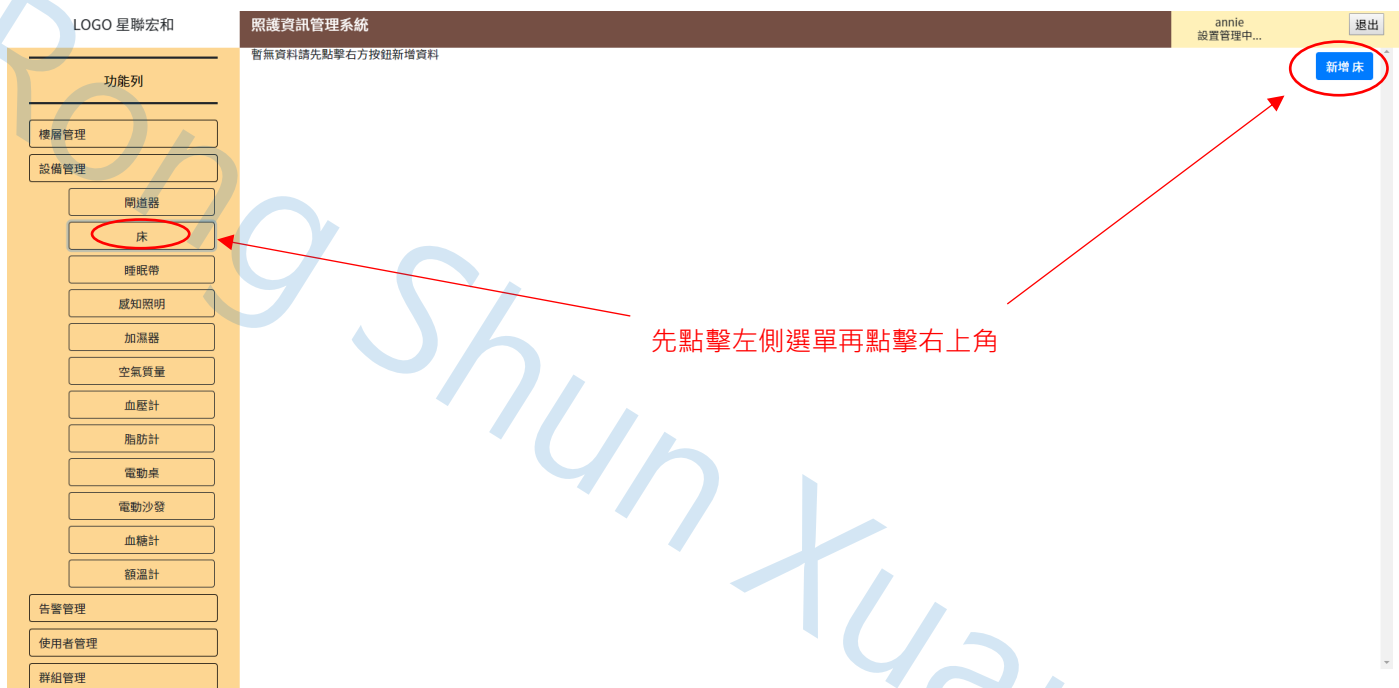 LOGO 星聯宏和
照護資訊管理系統
annie
設置管理中...
退出
暫無資料請先點擊右方按鈕新增資料
新增 床
功能列
樓層管理
設備管理
閘道器
床
睡眠帶
感知照明
加濕器
空氣質量
血壓計
脂肪計
電動桌
電動沙發
血糖計
額溫計
告警管理
使用者管理
群組管理
先點擊左側選單再點擊右上角
Rong Shun Xuan